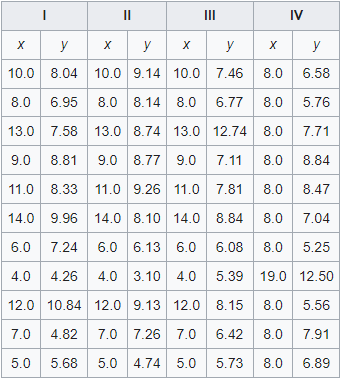 I II III IV
x y x y x y x y
10.0 8.04 10.0 9.14 10.0 7.46 8.0 6.58
8.0 6.95 8.0 8.14 8.0 6.77 8.0 5.76
13.0 7.58 13.0 8.74 13.0 12.74 8.0 7.71
9.0 8.81 9.0 8.77 9.0 7.11 8.0 8.84
11.0 8.33 11.0 9.26 11.0 7.81 8.0 8.47
14.0 9.96 14.0 8.10 14.0 8.84 8.0 7.04
6.0 7.24 6.0 6.13 6.0 6.08 8.0 5.25
4.0 4.26 4.0 3.10 4.0 5.39 19.0 12.50
12.0 10.84 12.0 9.13 12.0 8.15 8.0 5.56
7.0 4.82 7.0 7.26 7.0 6.42 8.0 7.91
5.0 5.68 5.0 4.74 5.0 5.73 8.0 6.89